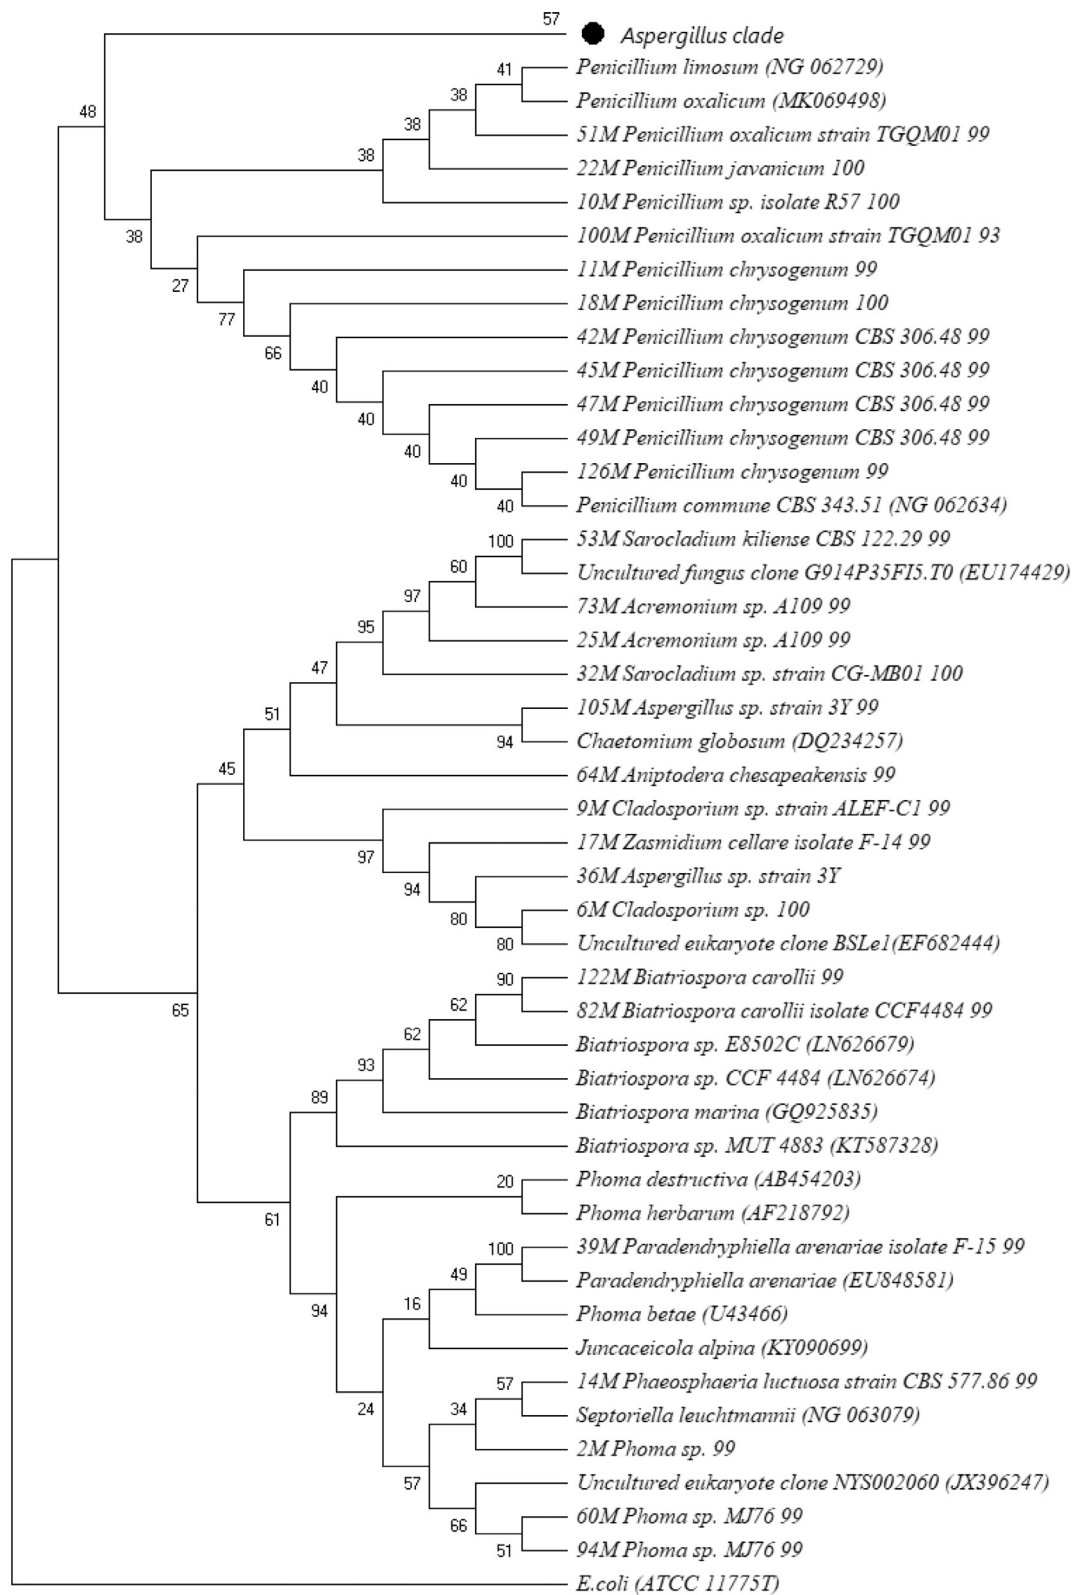 57
Aspergillus clade
41
Penicillium limosum (NG 062729)
38
Penicillium oxalicum (MK069498)
48
38
51M Penicillium oxalicum strain TGQM01 99
38
22M Penicillium javanicum 100
10M Penicillium sp. isolate R57 100
38
100M Penicillium oxalicum strain TGQM01 93
27
11M Penicillium chrysogenum 99
77
18M Penicillium chrysogenum 100
66
42M Penicillium chrysogenum CBS 306.48 99
40
45M Penicillium chrysogenum CBS 306.48 99
40
47M Penicillium chrysogenum CBS 306.48 99
40
49M Penicillium chrysogenum CBS 306.48 99
40
126M Penicillium chrysogenum 99
40
Penicillium commune CBS 343.51 (NG 062634)
100
53M Sarocladium kiliense CBS 122.29 99
60
Uncultured fungus clone G914P35FI5.T0 (EU174429)
97
73M Acremonium sp. A109 99
95
25M Acremonium sp. A109 99
47
32M Sarocladium sp. strain CG-MB01 100
51
105M Aspergillus sp. strain 3Y 99
94
Chaetomium globosum (DQ234257)
45
64M Aniptodera chesapeakensis 99
9M Cladosporium sp. strain ALEF-C1 99
97
17M Zasmidium cellare isolate F-14 99
94
36M Aspergillus sp. strain 3Y
80
6M Cladosporium sp. 100
80
Uncultured eukaryote clone BSLe1(EF682444)
90
122M Biatriospora carollii 99
65
62
82M Biatriospora carollii isolate CCF4484 99
62
Biatriospora sp. E8502C (LN626679)
93
Biatriospora sp. CCF 4484 (LN626674)
89
Biatriospora marina (GQ925835)
Biatriospora sp. MUT 4883 (KT587328)
20
Phoma destructiva (AB454203)
61
Phoma herbarum (AF218792)
100
39M Paradendryphiella arenariae isolate F-15 99
49
Paradendryphiella arenariae (EU848581)
94
16
Phoma betae (U43466)
Juncaceicola alpina (KY090699)
57
14M Phaeosphaeria luctuosa strain CBS 577.86 99
24
34
Septoriella leuchtmannii (NG 063079)
2M Phoma sp. 99
57
Uncultured eukaryote clone NYS002060 (JX396247)
66
60M Phoma sp. MJ76 99
51
94M Phoma sp. MJ76 99
E.coli (ATCC 11775T)